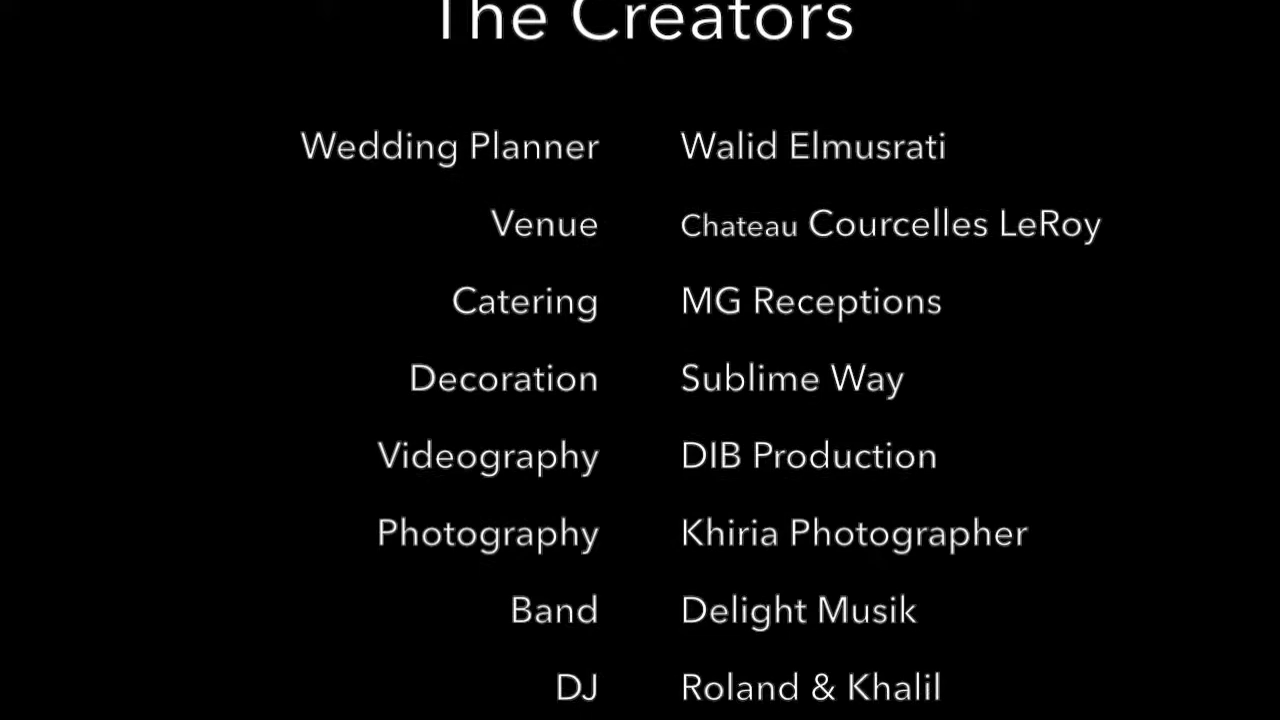 The Creators
Wedding Planner Walid Elmusrati
Venue Chateau Courcelles LeRoy
Catering MG Receptions
Decoration Sublime Way
Videography DIB Production
Photography Khiria Photographer
Band Delight Musik
DJ Roland & Khalil